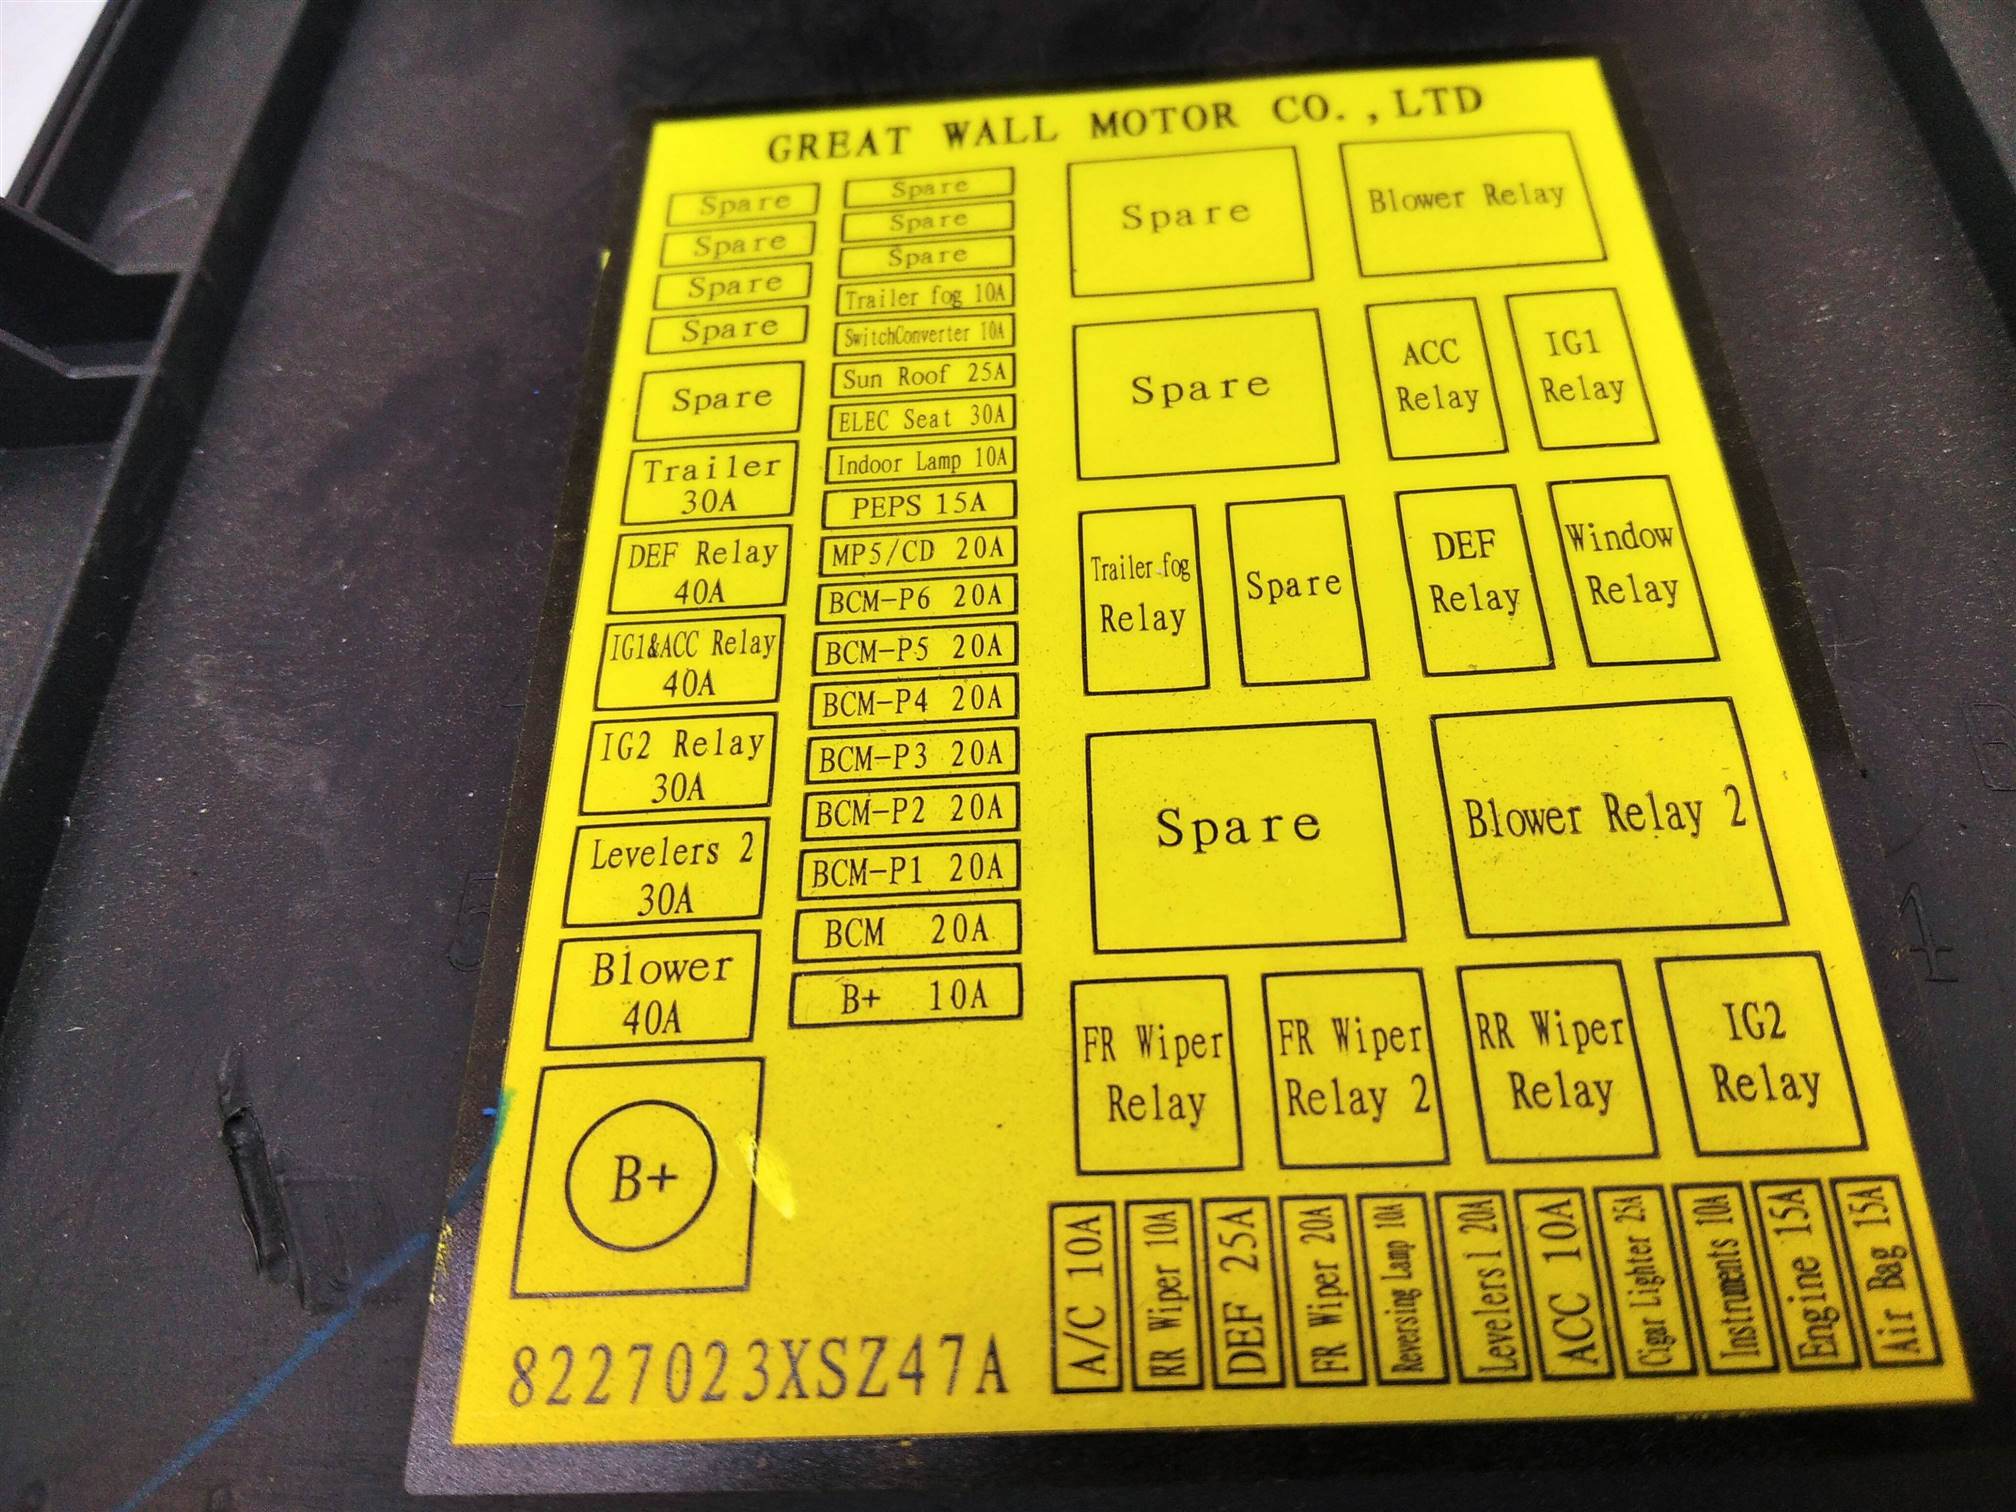 GREAT WALL MOTOR CO.,LTD
Spare
Spare
Spare
Spare
Spare
Trailer
30A
DEF Relay
40A
IG1&ACC Relay
40A
IG2 Relay
30A
Levelers 2
30A
Blower
40A
B+
8227023XSZ47A
Spare
Spare
Spare
Trailer fog 10A
SwitchConverter 10A
Sun Roof 25A
ELEC Seat 30A
Indoor Lamp 10A
PEPS 15A
MP5/CD 20A
BCM-P6 20A
BCM-P5 20A
BCM-P4 20A
BCM-P3 20A
BCM-P2 20A
BCM-P1 20A
BCM 20A
B+ 10A
Spare
Blower Relay
Spare
ACC
Relay
IG1
Relay
Trailer fog
Relay
Spare
DEF
Relay
Window
Relay
Spare
Blower Relay 2
FR Wiper
Relay
FR Wiper
Relay 2
RR Wiper
Relay
IG2
Relay
A/C 10A
RR Wiper 10A
DEF 25A
FR Wiper 20A
Reversing Lamp 10A
Levelers1 20A
ACC 10A
Cigar Lighter 25A
Instruments 10A
Engine 15A
Air Bag 15A